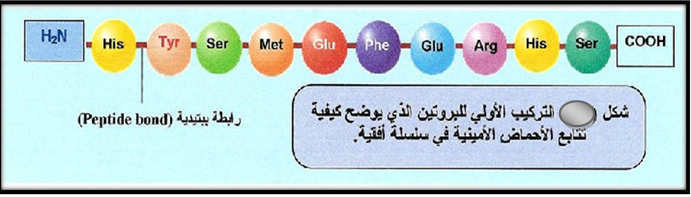 H₂N His Tyr Ser Met Glu Phe Glu Arg His Ser COOH
رابطة ببتيدية (Peptide bond)
شكل التركيب الأولي للبروتين الذي يوضح كيفية
تتابع الأحماض الأمينية في سلسلة أفقية.